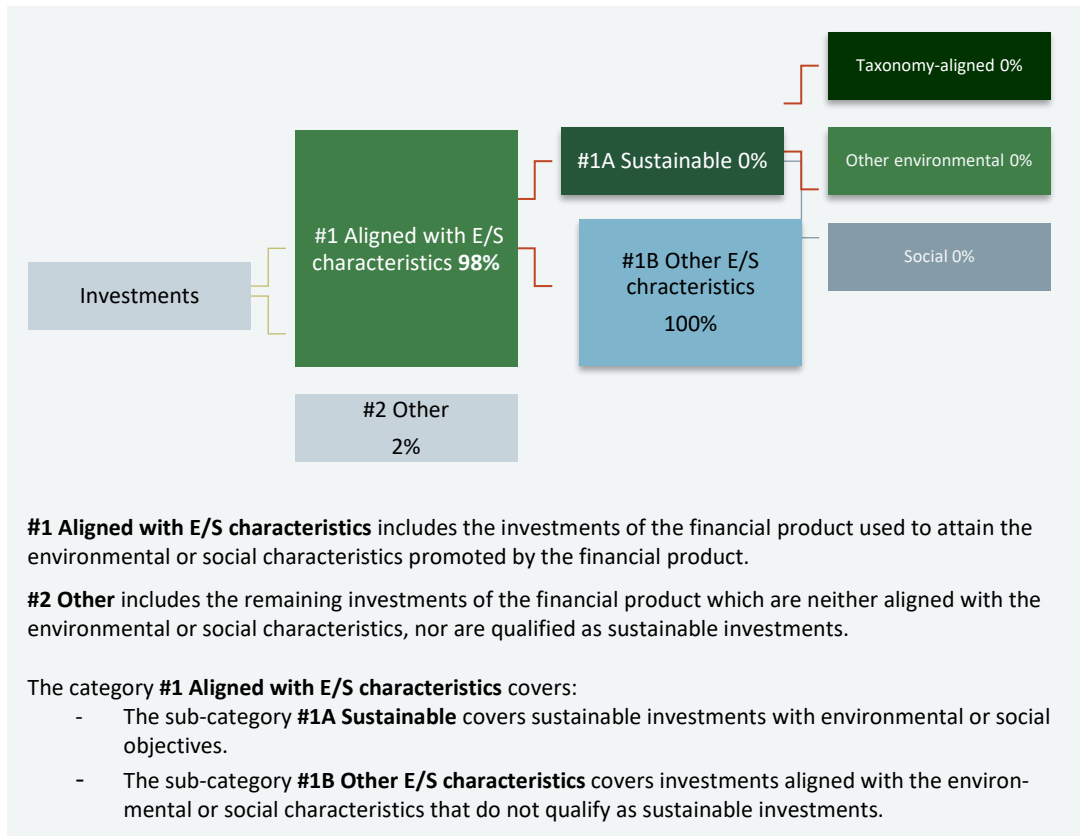 Taxonomy-aligned 0%
#1A Sustainable 0%
Other environmental 0%
#1 Aligned with E/S
characteristics 98%
#1B Other E/S
chracteristics
100%
Social 0%
Investments
#2 Other
2%
#1 Aligned with E/S characteristics includes the investments of the financial product used to attain the
environmental or social characteristics promoted by the financial product.
#2 Other includes the remaining investments of the financial product which are neither aligned with the
environmental or social characteristics, nor are qualified as sustainable investments.
The category #1 Aligned with E/S characteristics covers:
- The sub-category #1A Sustainable covers sustainable investments with environmental or social
objectives.
- The sub-category #1B Other E/S characteristics covers investments aligned with the environ-
mental or social characteristics that do not qualify as sustainable investments.